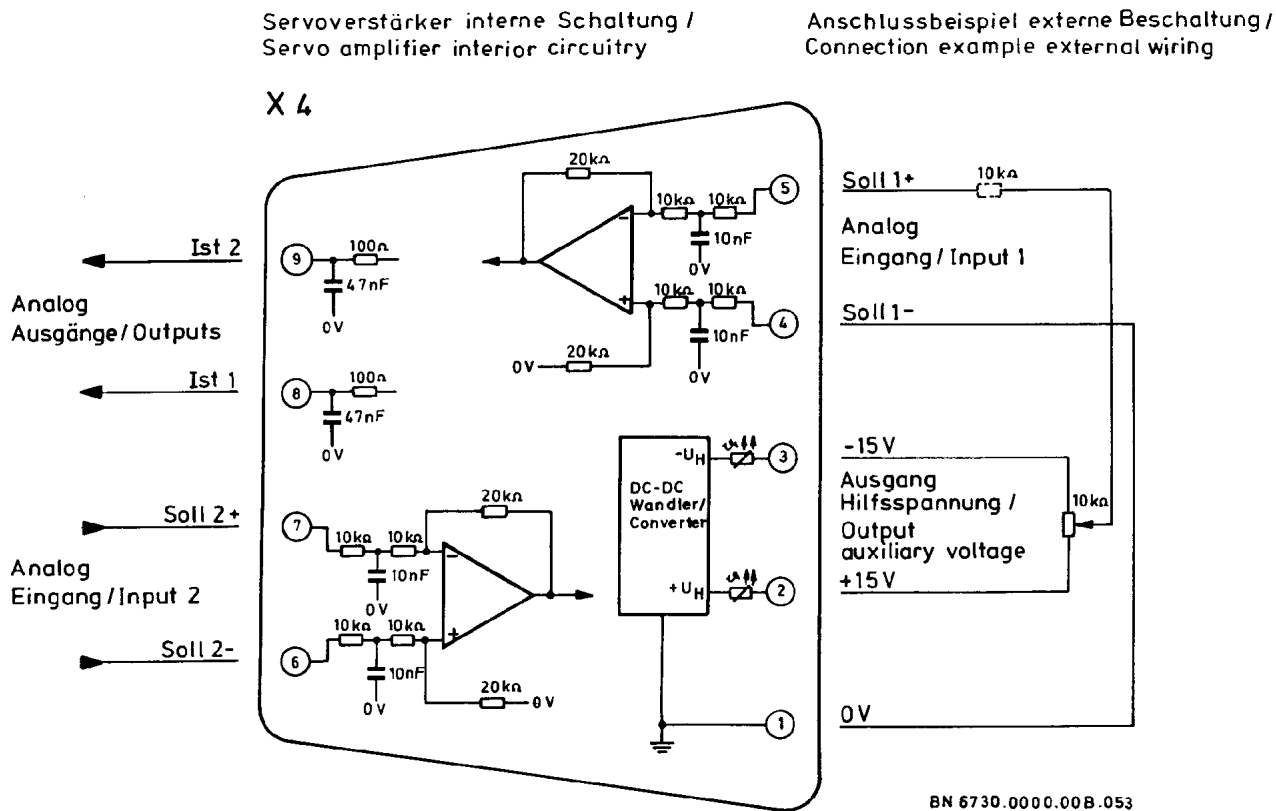 Servoverstärker interne Schaltung /
Servo amplifier interior circuitry
Anschlussbeispiel externe Beschaltung /
Connection example external wiring
X 4
20kΩ
10kΩ
10kΩ
5
Soll 1+
10kΩ
10nF
0V
Analog
Eingang / Input 1
Ist 2
9
100Ω
47nF
0V
Analog
Ausgänge / Outputs
10kΩ
10kΩ
4
Soll 1-
10nF
0V
20kΩ
0V
Ist 1
8
100Ω
47nF
0V
-UH
3
-15V
DC-DC
Wandler/
Converter
Ausgang
Hilfsspannung /
Output
auxiliary voltage
10kΩ
+UH
2
+15V
Soll 2+
7
20kΩ
10kΩ
10kΩ
10nF
0V
Analog
Eingang / Input 2
Soll 2-
6
10kΩ
10kΩ
10nF
0V
20kΩ
0V
1
0V
BN 6730.0000.00B.053